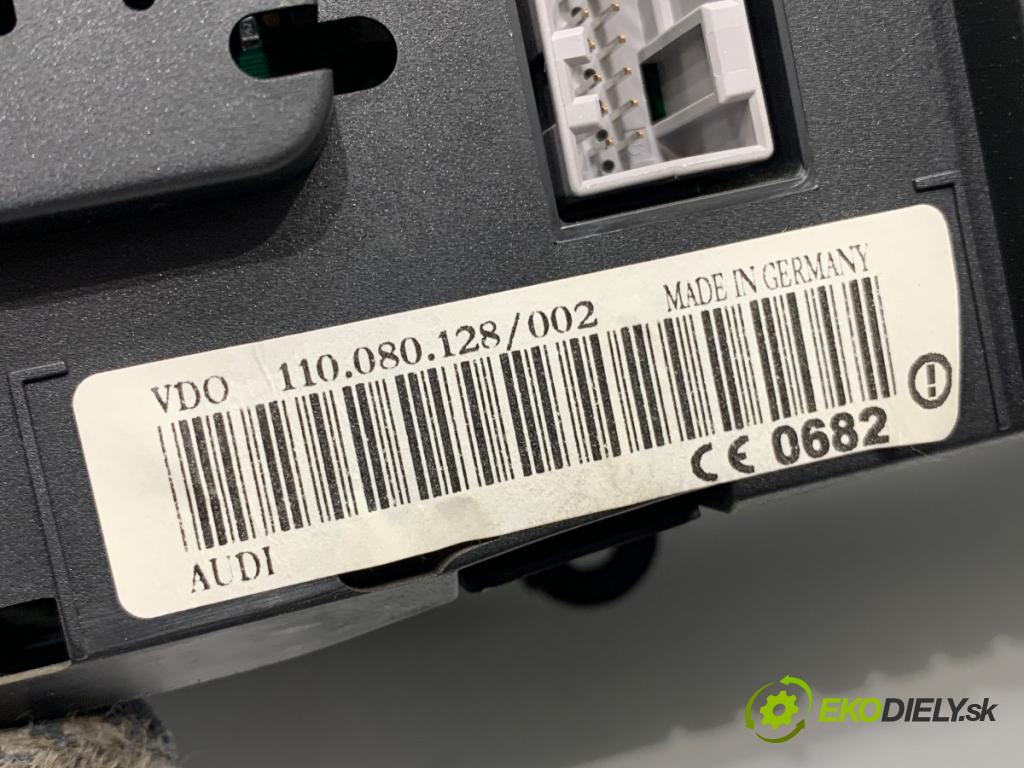 VDO 110.080.128/002 MADE IN GERMANY
CE 0682
AUDI
EKODIELY.sk